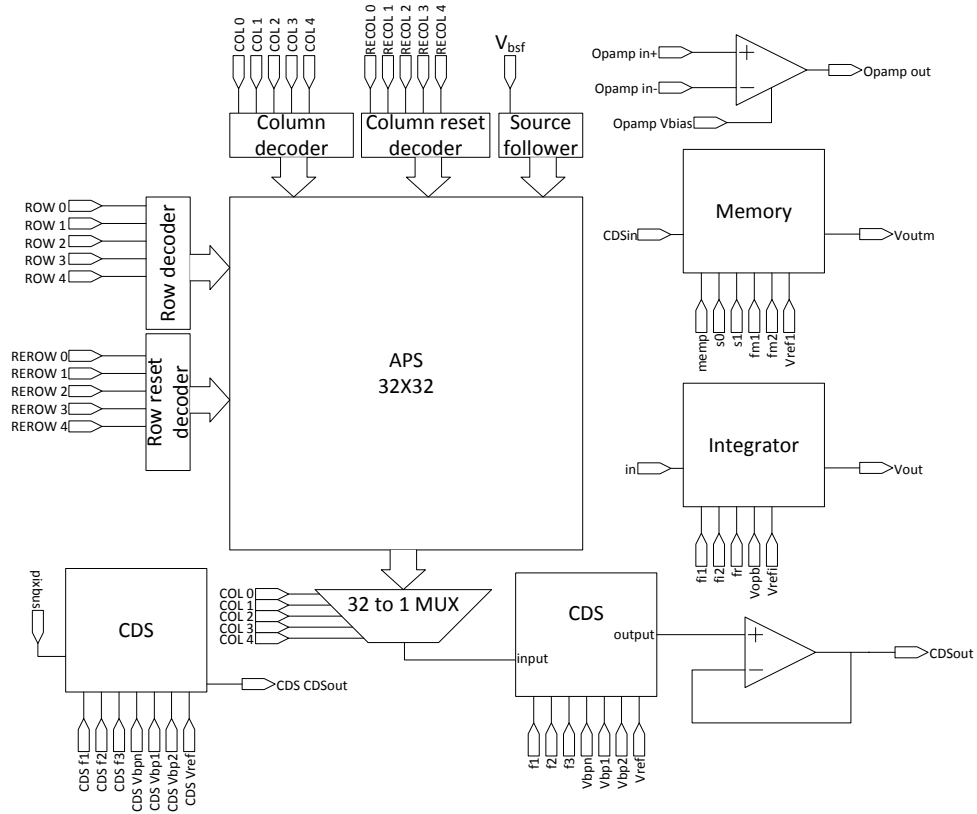 COL 0
COL 1
COL 2
COL 3
COL 4
RECOL 0
RECOL 1
RECOL 2
RECOL 3
RECOL 4
Vbsf
Column
decoder
Column reset
decoder
Source
follower
Opamp in+
Opamp in-
Opamp Vbias
+
−
Opamp out
ROW 0
ROW 1
ROW 2
ROW 3
ROW 4
Row decoder
REROW 0
REROW 1
REROW 2
REROW 3
REROW 4
Row reset
decoder
APS
32X32
Memory
CDSin
Voutm
memp
s0
s1
fm1
fm2
Vref1
Integrator
in
Vout
fi1
fi2
fr
Vopb
Vrefi
pixbus
CDS
CDS CDSout
CDS f1
CDS f2
CDS f3
CDS Vbpn
CDS Vbp1
CDS Vbp2
CDS Vref
COL 0
COL 1
COL 2
COL 3
COL 4
32 to 1 MUX
CDS
output
input
f1
f2
f3
Vbpn
Vbp1
Vbp2
Vref
+
−
CDSout